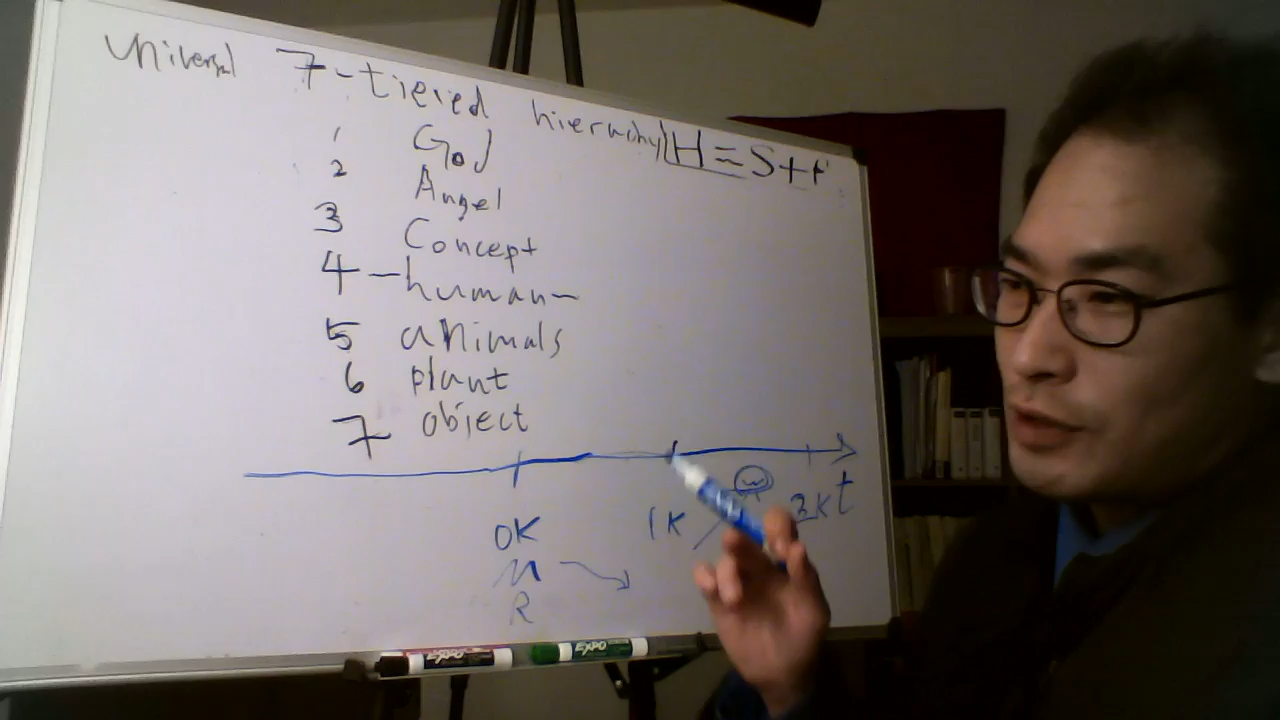 Universal 7-tiered hierarchy H = S + t
1 God
2 Angel
3 Concept
4 – human –
5 animals
6 plant
7 object
0K 1K W 2K t
M
R
EXPO EXPO